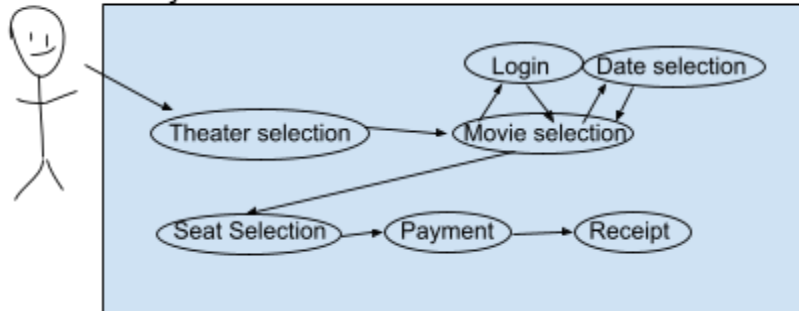 Login
Date selection
Theater selection
Movie selection
Seat Selection
Payment
Receipt